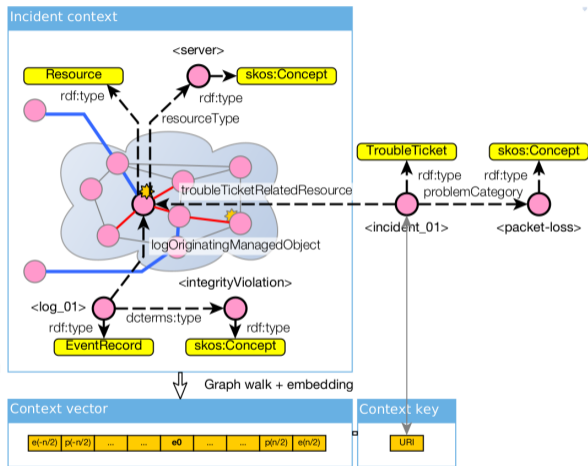 Incident context
<server>
Resource
skos:Concept
rdf:type
rdf:type
resourceType
TroubleTicket
skos:Concept
rdf:type
rdf:type
troubleTicketRelatedResource
problemCategory
<incident_01>
<packet-loss>
logOriginatingManagedObject
<integrityViolation>
<log_01>
dcterms:type
rdf:type
rdf:type
EventRecord
skos:Concept
Graph walk + embedding
Context vector
Context key
e(-n/2) p(-n/2) ... ... e0 ... ... p(n/2) e(n/2)
URI